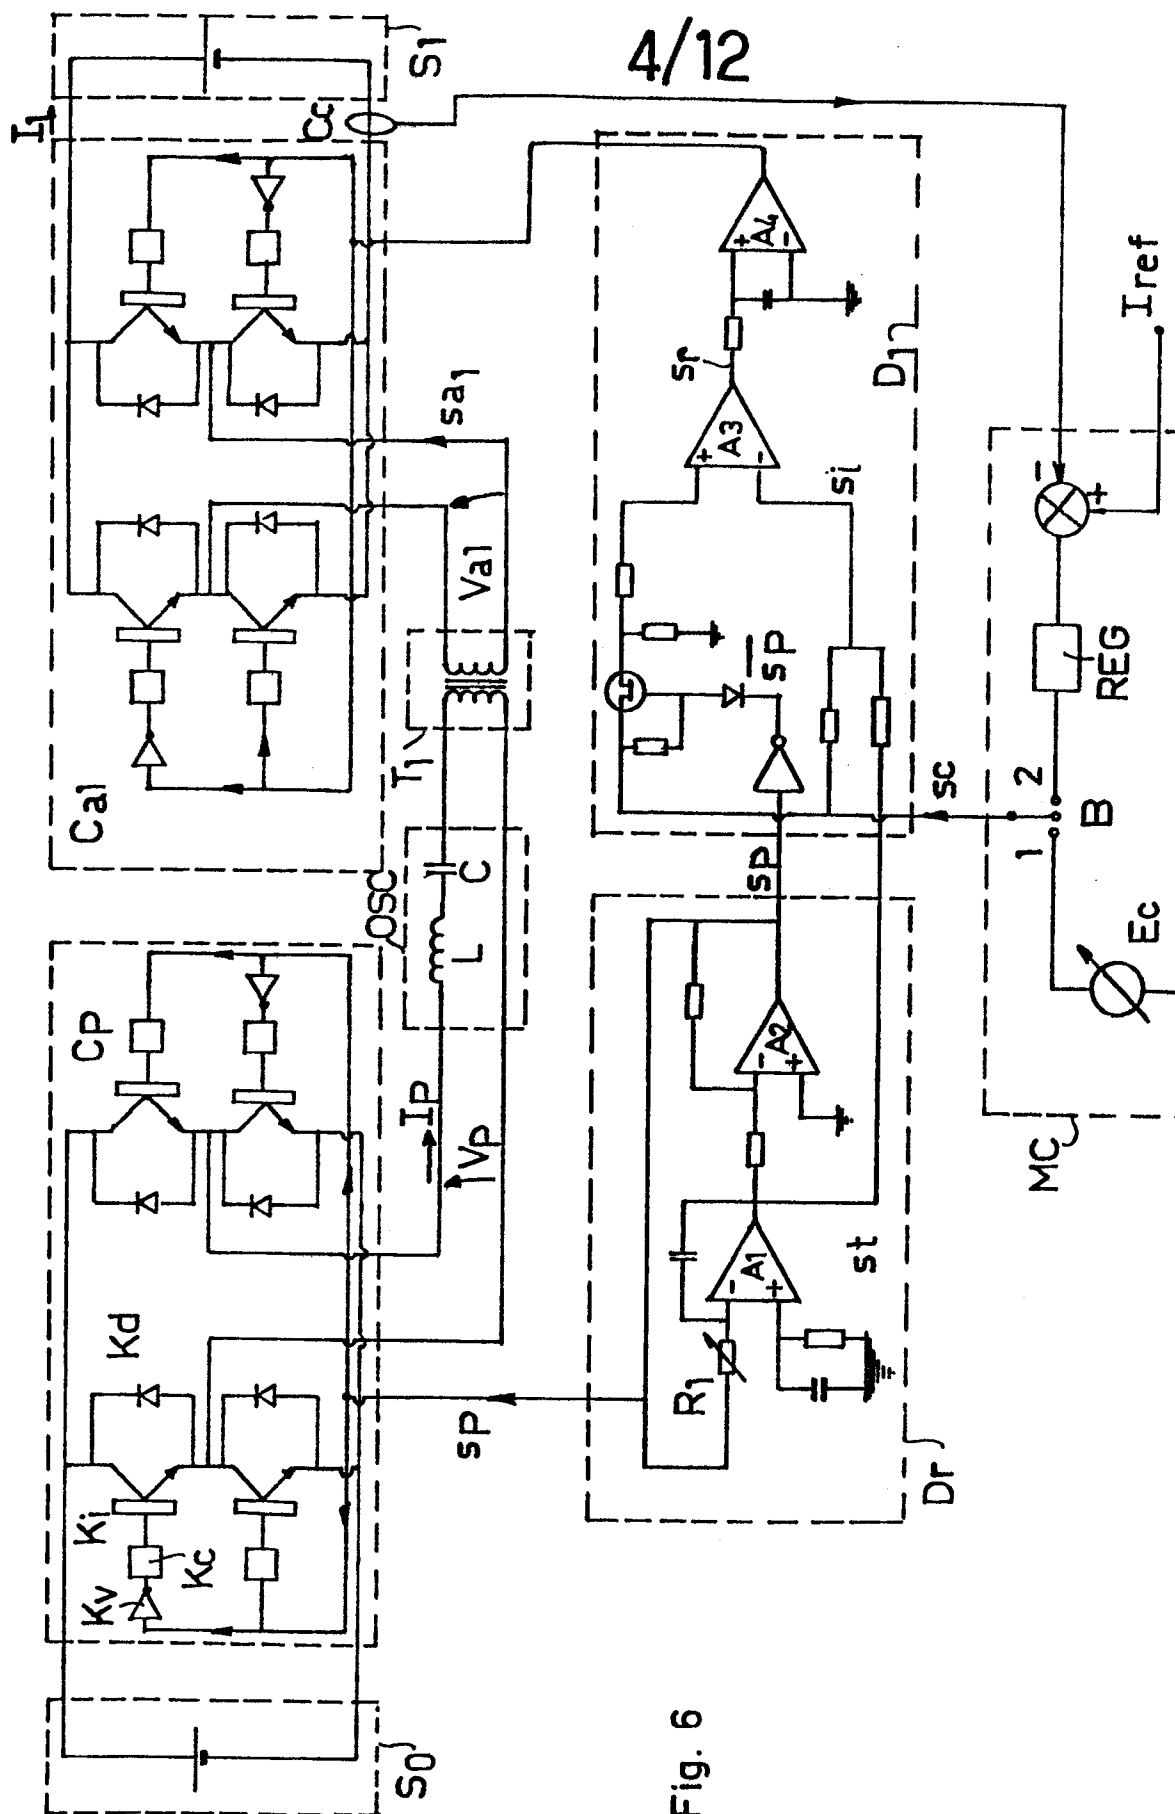 4/12
S0
Kv
Kc
Ki
Kd
Cp
Ca1
I1
S1
Cc
sp
Vp
Ip
L
C
OSC
T1
Va1
sa1
Dr
R1
A1
-
+
st
A2
-
+
sp
sp
si
A3
+
-
sr
A4
+
-
D1
sc
MC
Ec
1
2
B
REG
-
+
Iref
Fig. 6